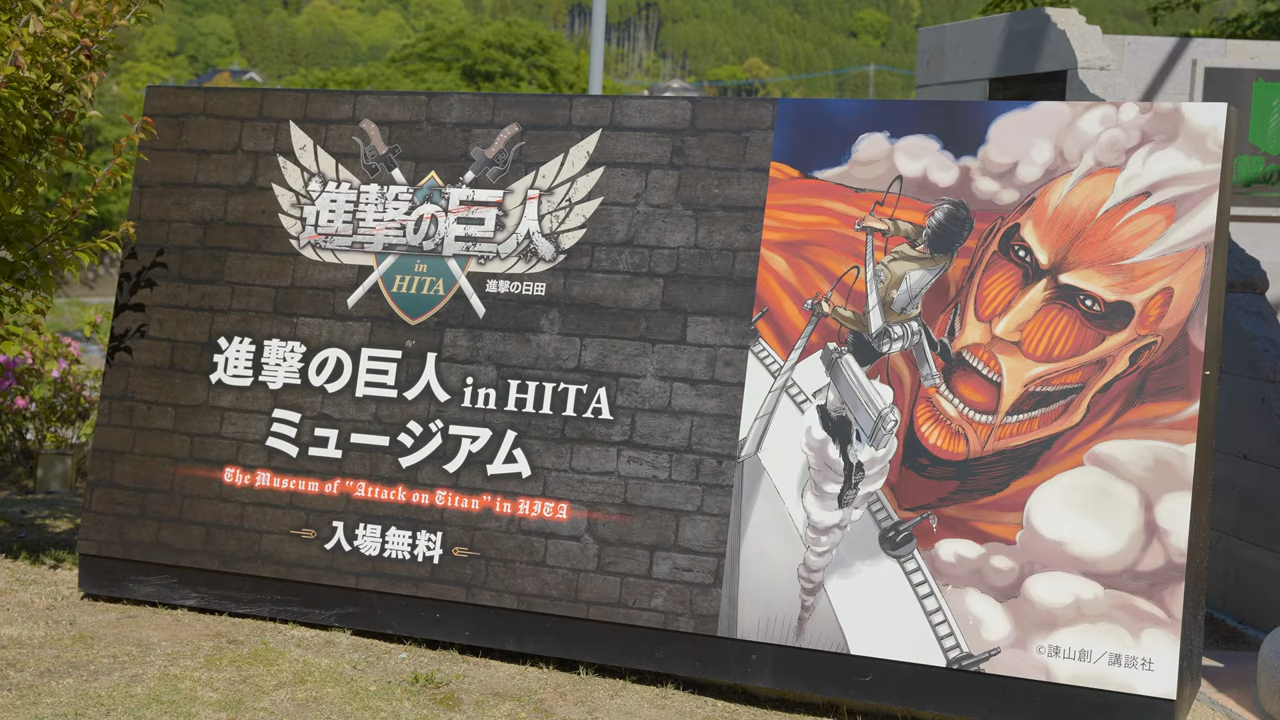 進撃の巨人
in
HITA
進撃の日田
進撃の巨人 in HITA
ミュージアム
The Museum of “Attack on Titan” in HITA
入場無料
©諫山創／講談社